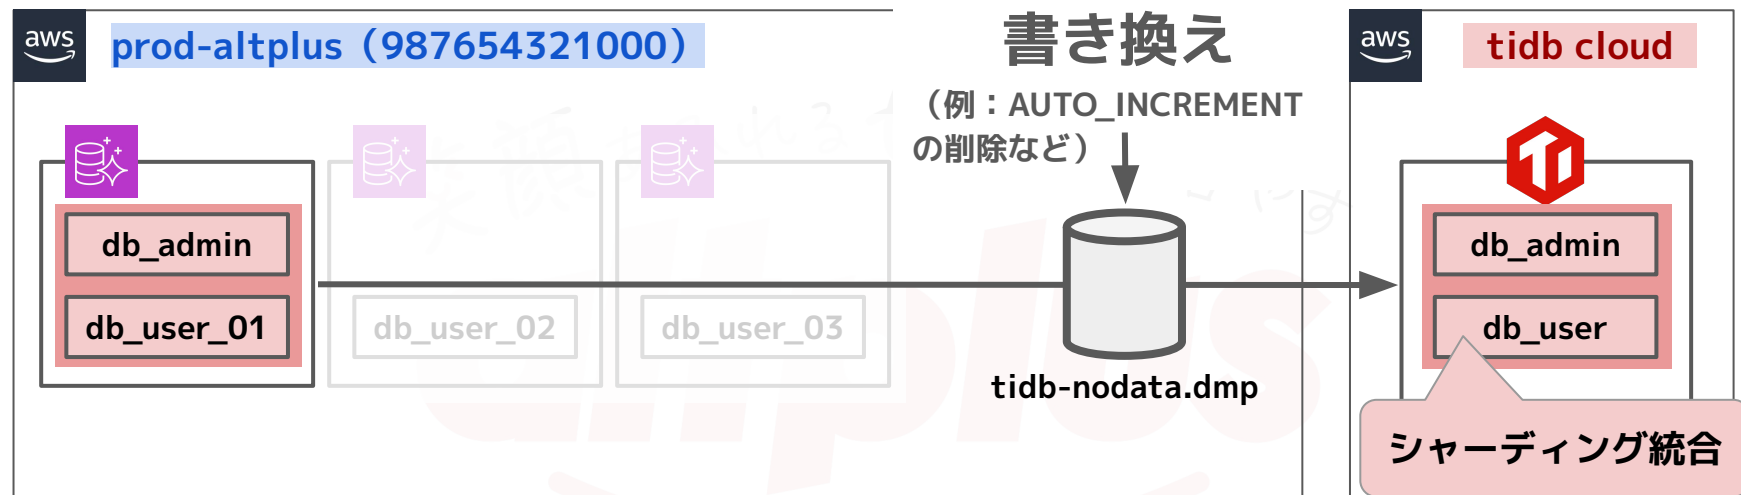 aws
prod-altplus（987654321000）
書き換え
（例：AUTO_INCREMENT
の削除など）
aws
tidb cloud
db_admin
db_user_01
db_user_02
db_user_03
tidb-nodata.dmp
db_admin
db_user
シャーディング統合
altplus